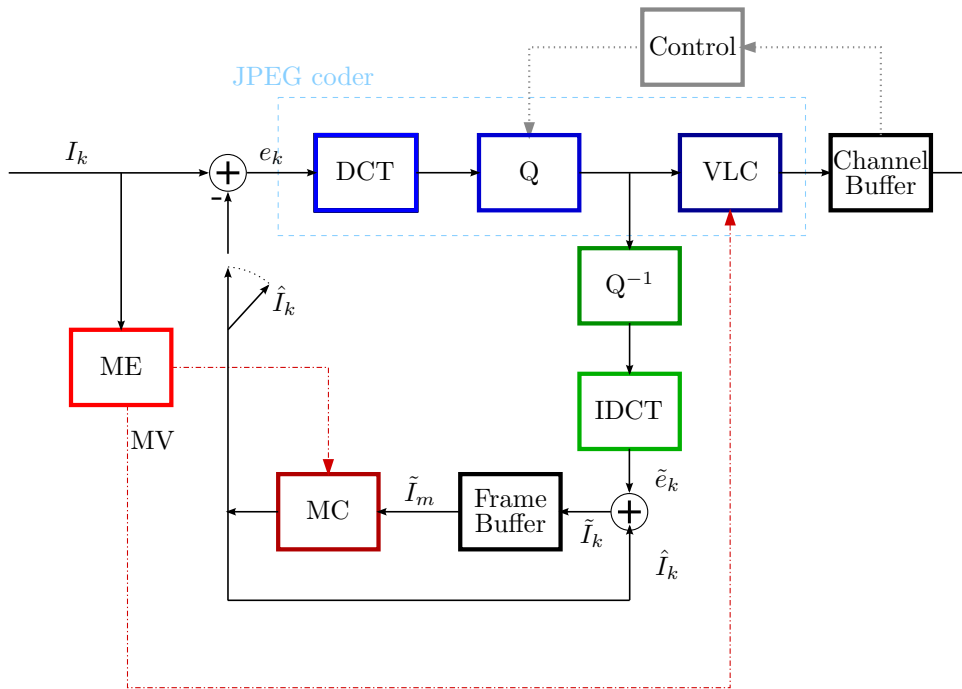 Control
JPEG coder
I_k
e_k
DCT
Q
VLC
Channel
Buffer
+
-
Î_k
Q⁻¹
ME
IDCT
MV
ẽ_k
MC
Ĩ_m
Frame
Buffer
+
Ĩ_k
Î_k